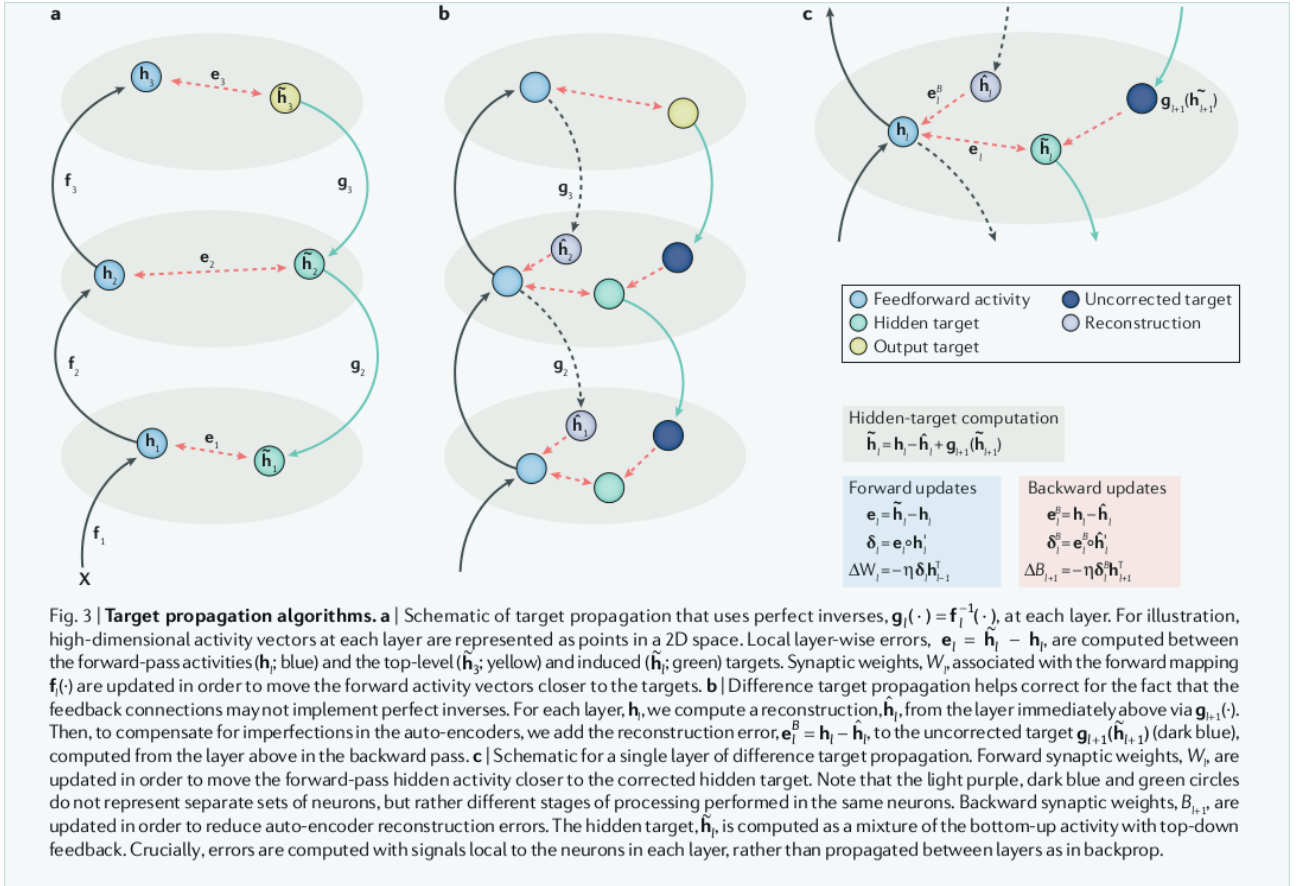 a
h₃
e₃
h̃₃
f₃
g₃
h₂
e₂
h̃₂
f₂
g₂
h₁
e₁
h̃₁
f₁
X
b
g₃
ĥ₂
g₂
ĥ₁
c
ĥₗ
eₗᴮ
gₗ₊₁(h̃ₗ₊₁)
hₗ
eₗ
h̃ₗ
Feedforward activity
Uncorrected target
Hidden target
Reconstruction
Output target
Hidden-target computation
h̃ₗ = hₗ – ĥₗ + gₗ₊₁(h̃ₗ₊₁)
Forward updates
eₗ = h̃ₗ – hₗ
δₗ = eₗ∘hₗ'
ΔWₗ = –ηδₗhᵀₗ₋₁
Backward updates
eₗᴮ = hₗ – ĥₗ
δₗᴮ = eₗᴮ∘ĥₗ'
ΔBₗ₊₁ = –ηδₗᴮhᵀₗ₊₁
Fig. 3 | Target propagation algorithms. a | Schematic of target propagation that uses perfect inverses, gₗ(·) = fₗ⁻¹(·), at each layer. For illustration,
high-dimensional activity vectors at each layer are represented as points in a 2D space. Local layer-wise errors, eₗ = h̃ₗ – hₗ, are computed between
the forward-pass activities (hₗ; blue) and the top-level (h̃₃; yellow) and induced (h̃ₗ; green) targets. Synaptic weights, Wₗ, associated with the forward mapping
fₗ(·) are updated in order to move the forward activity vectors closer to the targets. b | Difference target propagation helps correct for the fact that the
feedback connections may not implement perfect inverses. For each layer, hₗ, we compute a reconstruction, ĥₗ, from the layer immediately above via gₗ₊₁(·).
Then, to compensate for imperfections in the auto-encoders, we add the reconstruction error, eₗᴮ = hₗ – ĥₗ, to the uncorrected target gₗ₊₁(h̃ₗ₊₁) (dark blue),
computed from the layer above in the backward pass. c | Schematic for a single layer of difference target propagation. Forward synaptic weights, Wₗ, are
updated in order to move the forward-pass hidden activity closer to the corrected hidden target. Note that the light purple, dark blue and green circles
do not represent separate sets of neurons, but rather different stages of processing performed in the same neurons. Backward synaptic weights, Bₗ₊₁, are
updated in order to reduce auto-encoder reconstruction errors. The hidden target, h̃ₗ, is computed as a mixture of the bottom-up activity with top-down
feedback. Crucially, errors are computed with signals local to the neurons in each layer, rather than propagated between layers as in backprop.